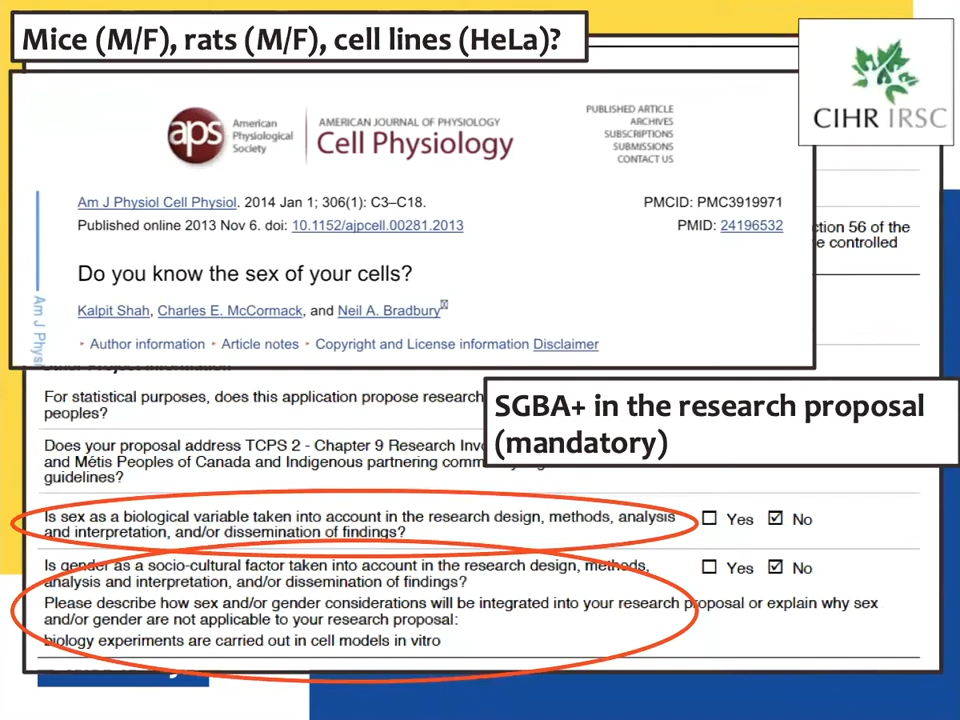 Mice (M/F), rats (M/F), cell lines (HeLa)?
CIHR IRSC
aps
American
Physiological
Society
AMERICAN JOURNAL OF PHYSIOLOGY
Cell Physiology
PUBLISHED ARTICLE
ARCHIVES
SUBSCRIPTIONS
SUBMISSIONS
CONTACT US
Am J Physiol Cell Physiol. 2014 Jan 1; 306(1): C3–C18.
PMCID: PMC3919971
Published online 2013 Nov 6. doi: 10.1152/ajpcell.00281.2013
PMID: 24196532
ction 56 of the
e controlled
Do you know the sex of your cells?
Kalpit Shah, Charles E. McCormack, and Neil A. Bradbury
Author information Article notes Copyright and License information Disclaimer
Am J Physi
SGBA+ in the research proposal
(mandatory)
For statistical purposes, does this application propose research
peoples?
Does your proposal address TCPS 2 - Chapter 9 Research Invo
and Métis Peoples of Canada and Indigenous partnering comm
guidelines?
Is sex as a biological variable taken into account in the research design, methods, analysis
and interpretation, and/or dissemination of findings?
Yes No
Is gender as a socio-cultural factor taken into account in the research design, methods,
analysis and interpretation, and/or dissemination of findings?
Yes No
Please describe how sex and/or gender considerations will be integrated into your research proposal or explain why sex
and/or gender are not applicable to your research proposal:
biology experiments are carried out in cell models in vitro